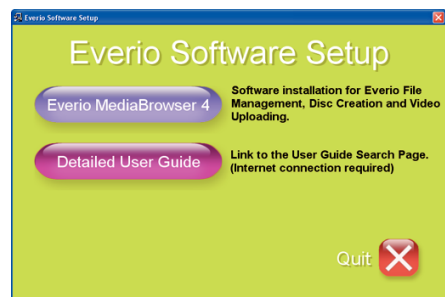 Everio Software Setup
Everio Software Setup
Everio MediaBrowser 4
Software installation for Everio File
Management, Disc Creation and Video
Uploading.
Detailed User Guide
Link to the User Guide Search Page.
(Internet connection required)
Quit